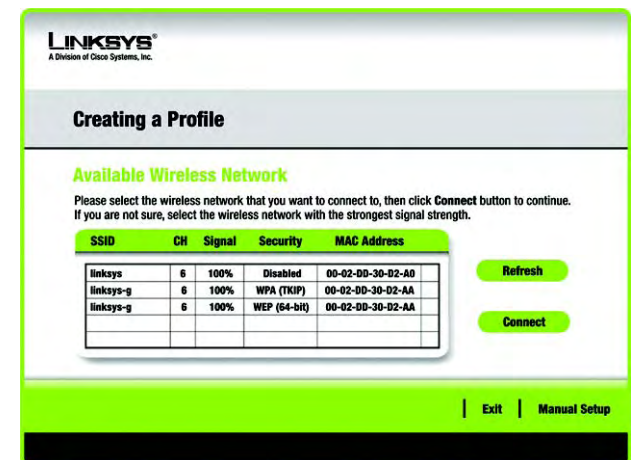 LINKSYS®
A Division of Cisco Systems, Inc.
Creating a Profile
Available Wireless Network
Please select the wireless network that you want to connect to, then click Connect button to continue.
If you are not sure, select the wireless network with the strongest signal strength.
SSID CH Signal Security MAC Address
linksys 6 100% Disabled 00-02-DD-30-D2-A0
linksys-g 6 100% WPA (TKIP) 00-02-DD-30-D2-AA
linksys-g 6 100% WEP (64-bit) 00-02-DD-30-D2-AA
Refresh
Connect
Exit Manual Setup